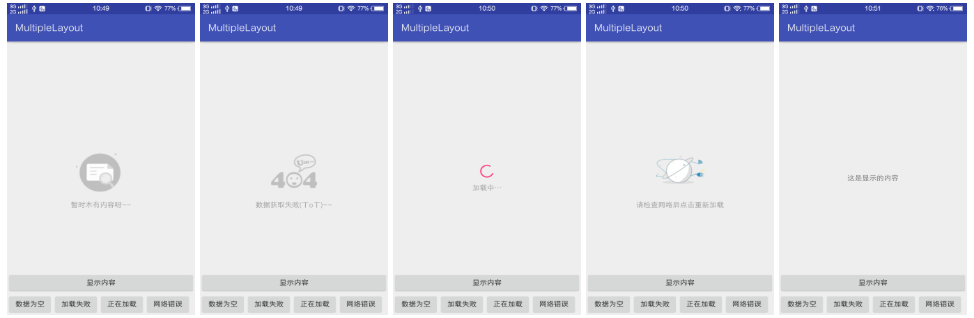 10:49
77%
MultipleLayout
404
暂时木有内容呀~~
显示内容
数据为空 加载失败 正在加载 网络错误
10:49
77%
MultipleLayout
404
数据获取失败(ToT)~~
显示内容
数据为空 加载失败 正在加载 网络错误
10:50
77%
MultipleLayout
加载中…
显示内容
数据为空 加载失败 正在加载 网络错误
10:50
77%
MultipleLayout
请检查网络后点击重新加载
显示内容
数据为空 加载失败 正在加载 网络错误
10:51
MultipleLayout
这是显示的内容
显示内容
数据为空 加载失败 正在加载 网络错误